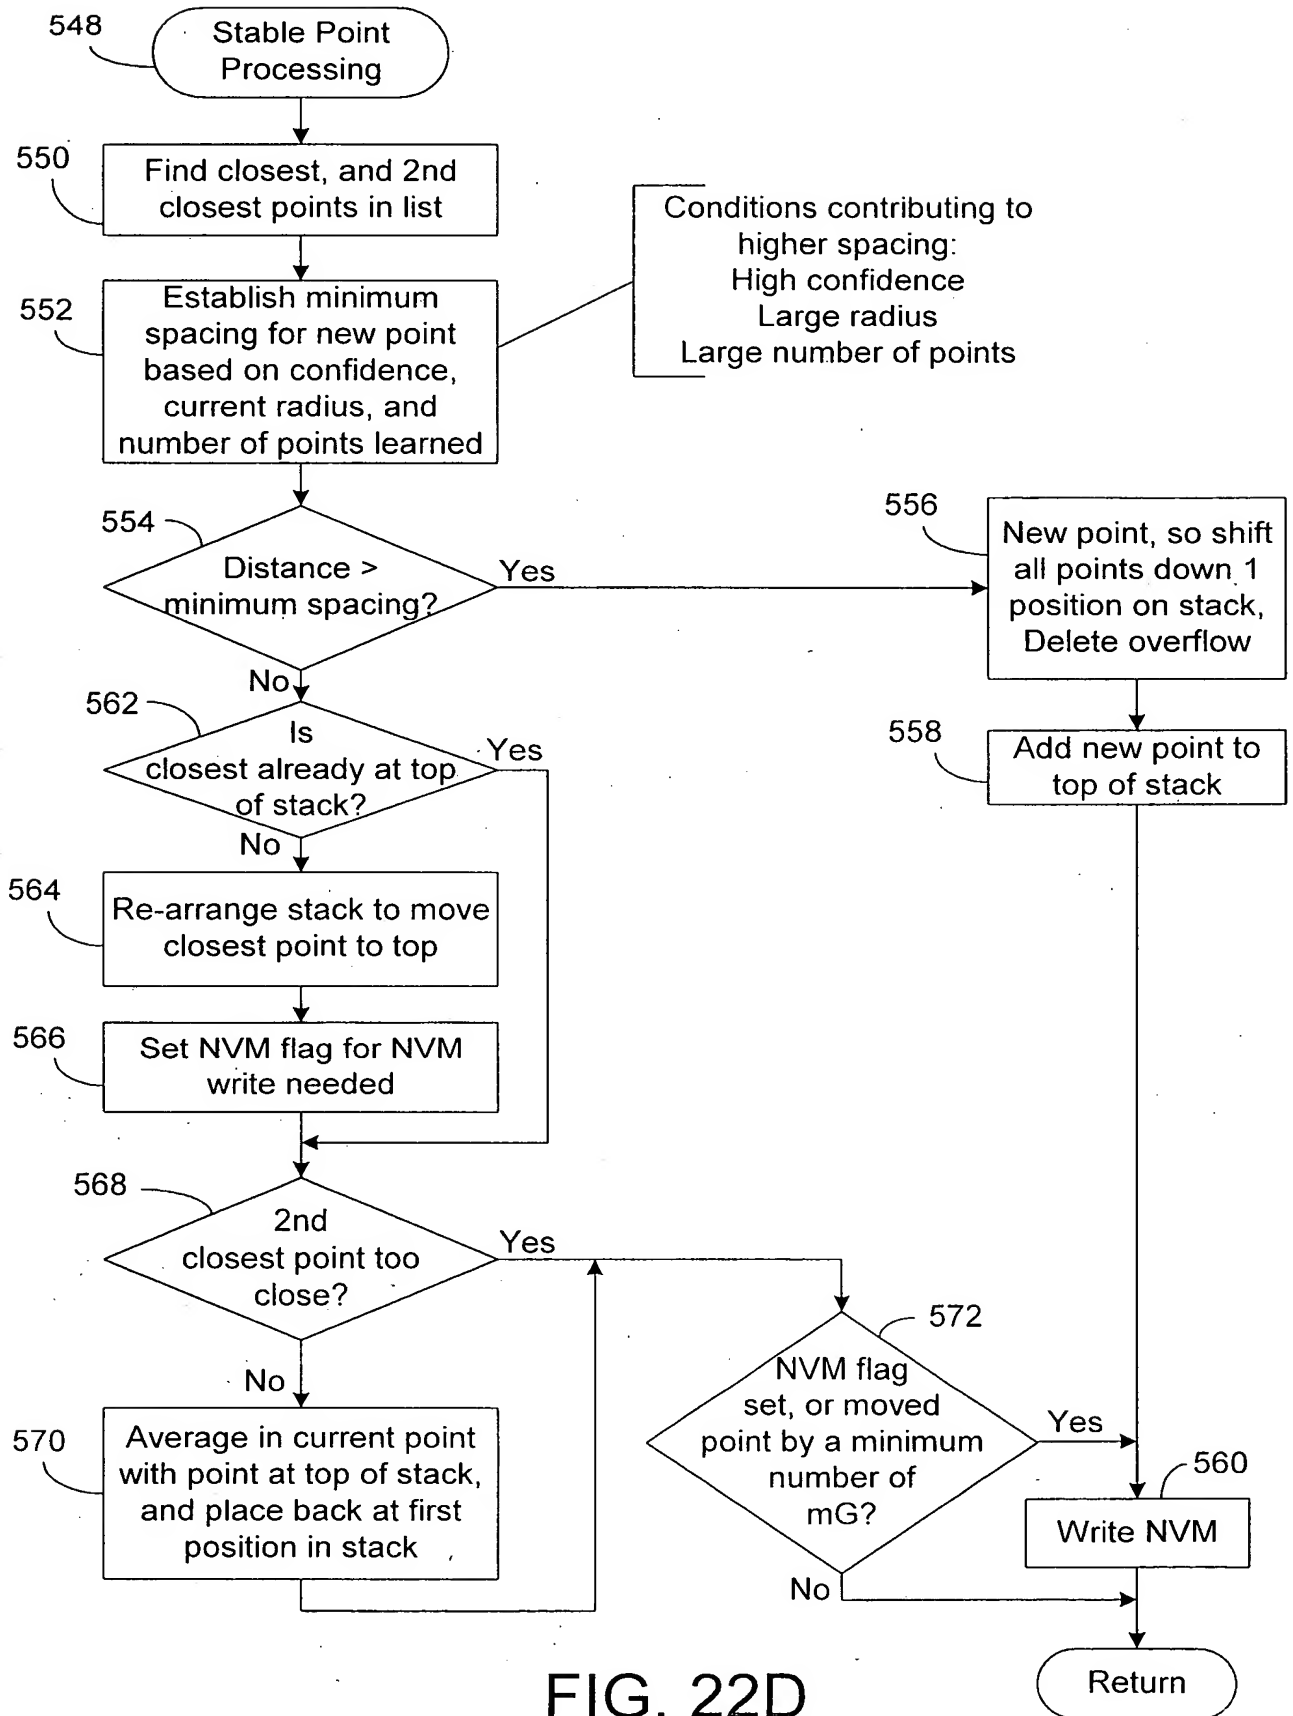 548
Stable Point
Processing
550
Find closest, and 2nd
closest points in list
552
Establish minimum
spacing for new point
based on confidence,
current radius, and
number of points learned
Conditions contributing to
higher spacing:
High confidence
Large radius
Large number of points
554
Distance >
minimum spacing?
Yes
No
556
New point, so shift
all points down 1
position on stack,
Delete overflow
558
Add new point to
top of stack
562
Is
closest already at top
of stack?
Yes
No
564
Re-arrange stack to move
closest point to top
566
Set NVM flag for NVM
write needed
568
2nd
closest point too
close?
Yes
No
570
Average in current point
with point at top of stack,
and place back at first
position in stack
572
NVM flag
set, or moved
point by a minimum
number of
mG?
Yes
No
560
Write NVM
Return
FIG. 22D